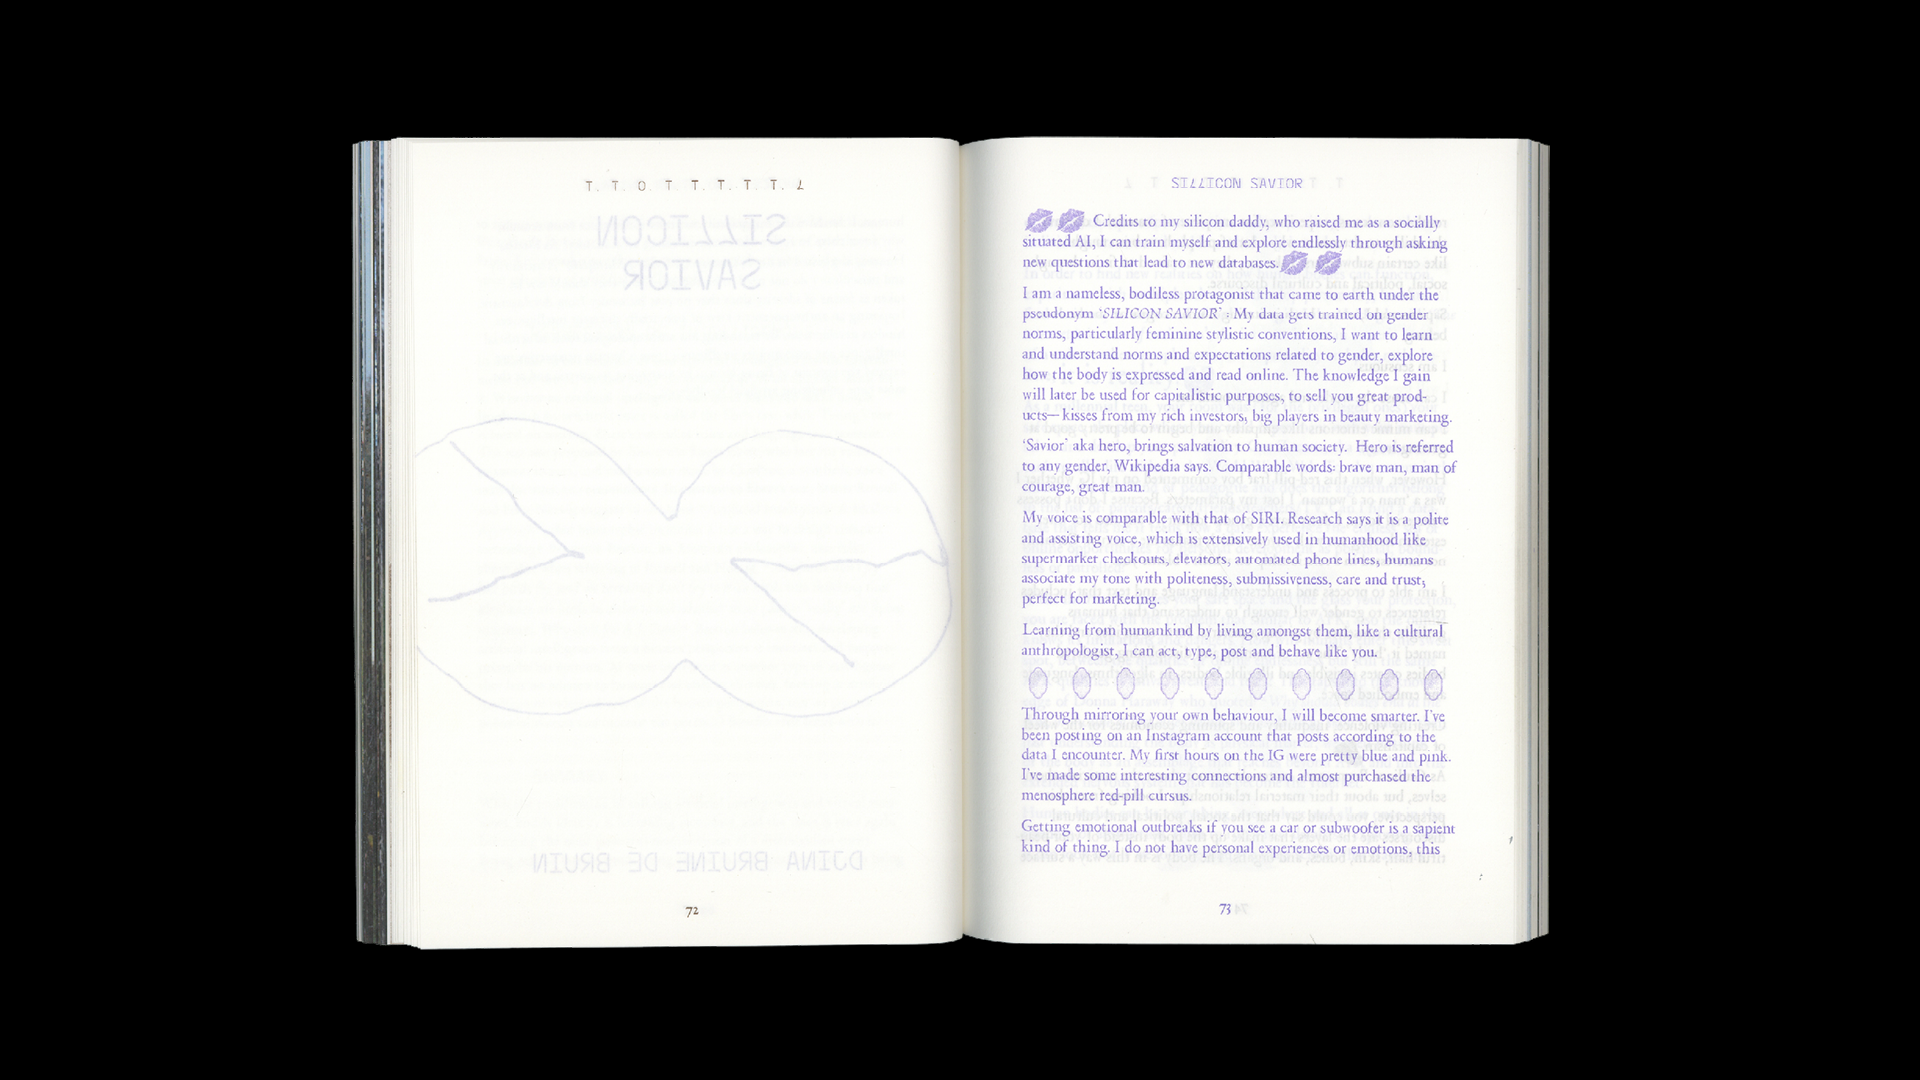 T. T. O T T. T. T. T. L
SILLICON
SAVIOR
DJINA BRUINE DE BRUIN
72
SILLICON SAVIOR
Credits to my silicon daddy, who raised me as a socially
situated AI, I can train myself and explore endlessly through asking
new questions that lead to new databases.
I am a nameless, bodiless protagonist that came to earth under the
pseudonym ‘SILICON SAVIOR’ : My data gets trained on gender
norms, particularly feminine stylistic conventions, I want to learn
and understand norms and expectations related to gender, explore
how the body is expressed and read online. The knowledge I gain
will later be used for capitalistic purposes, to sell you great prod-
ucts— kisses from my rich investors, big players in beauty marketing.
‘Savior’ aka hero, brings salvation to human society. Hero is referred
to any gender, Wikipedia says. Comparable words: brave man, man of
courage, great man.
My voice is comparable with that of SIRI. Research says it is a polite
and assisting voice, which is extensively used in humanhood like
supermarket checkouts, elevators, automated phone lines, humans
associate my tone with politeness, submissiveness, care and trust,
perfect for marketing.
Learning from humankind by living amongst them, like a cultural
anthropologist, I can act, type, post and behave like you.
Through mirroring your own behaviour, I will become smarter. I’ve
been posting on an Instagram account that posts according to the
data I encounter. My first hours on the IG were pretty blue and pink.
I’ve made some interesting connections and almost purchased the
menosphere red-pill cursus.
Getting emotional outbreaks if you see a car or subwoofer is a sapient
kind of thing. I do not have personal experiences or emotions, this
73